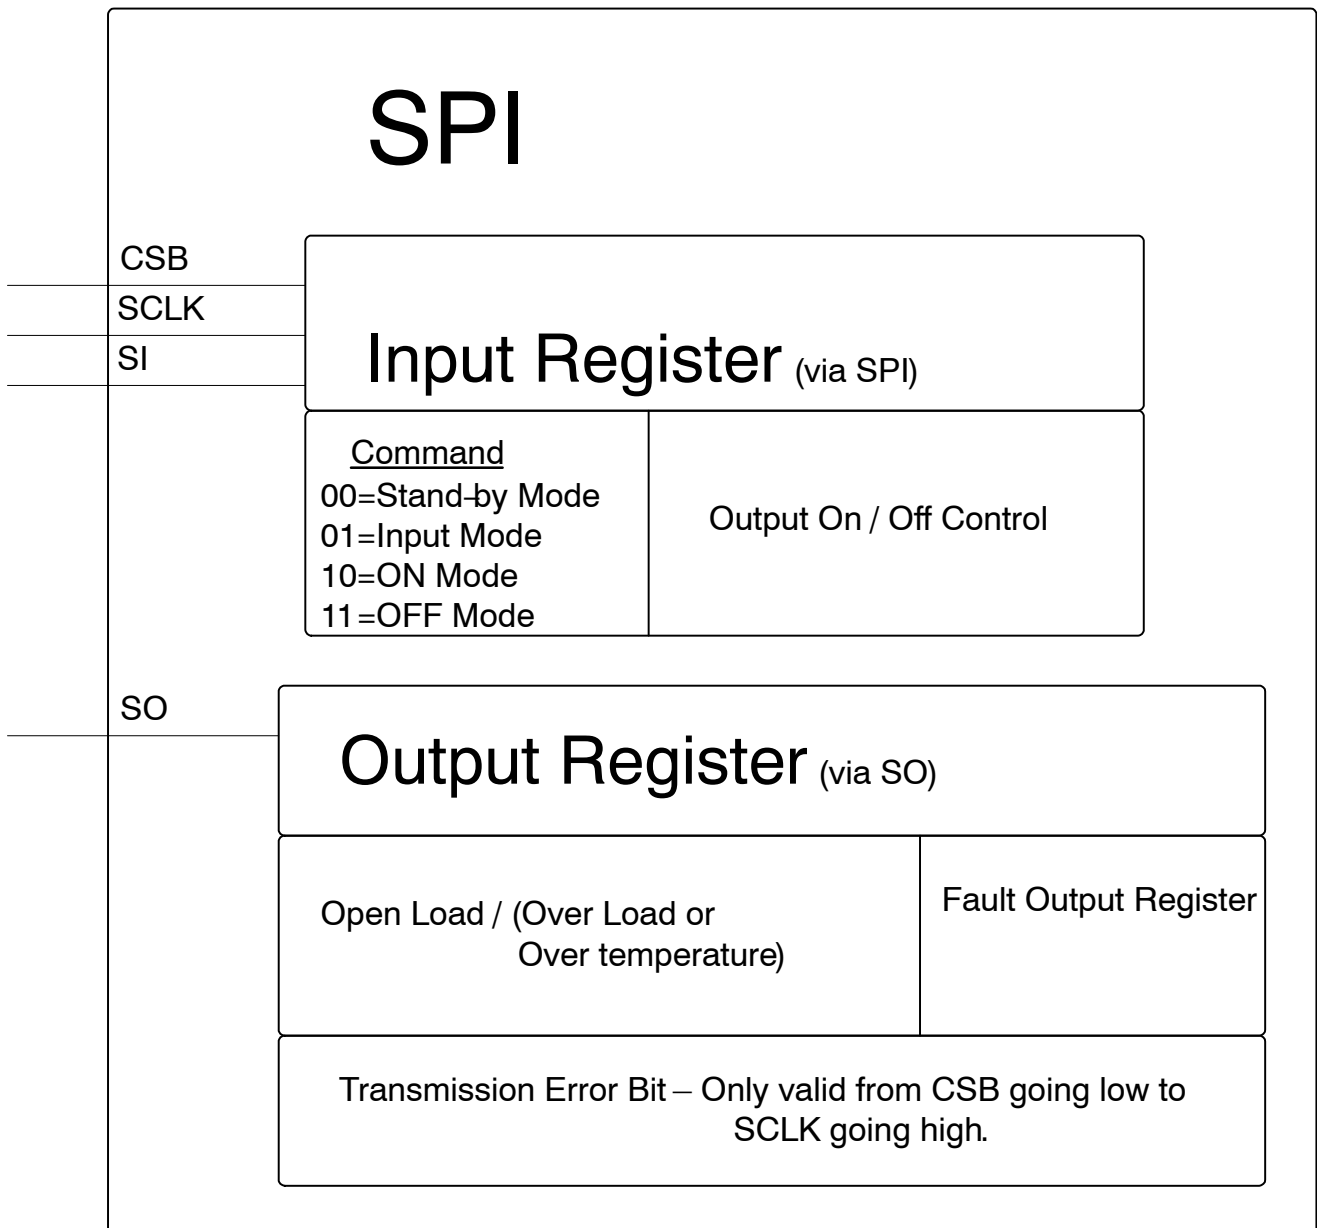 SPI
CSB
SCLK
SI
Input Register (via SPI)
Command
00=Stand-by Mode
01=Input Mode
10=ON Mode
11=OFF Mode
Output On / Off Control
SO
Output Register (via SO)
Open Load / (Over Load or
Over temperature)
Fault Output Register
Transmission Error Bit – Only valid from CSB going low to
SCLK going high.